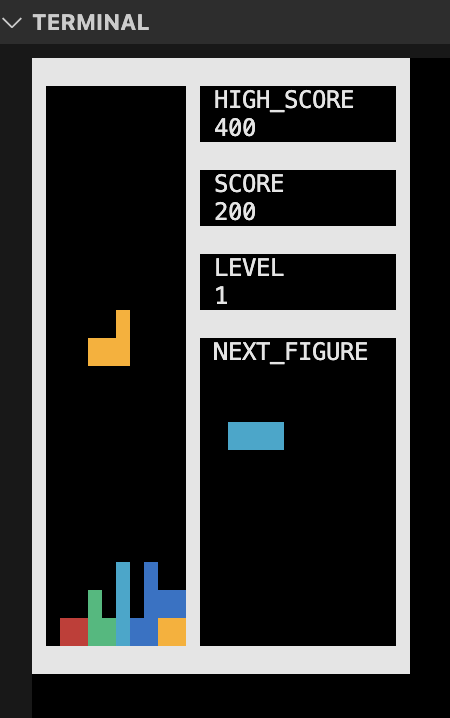 TERMINAL
HIGH_SCORE
400
SCORE
200
LEVEL
1
NEXT_FIGURE